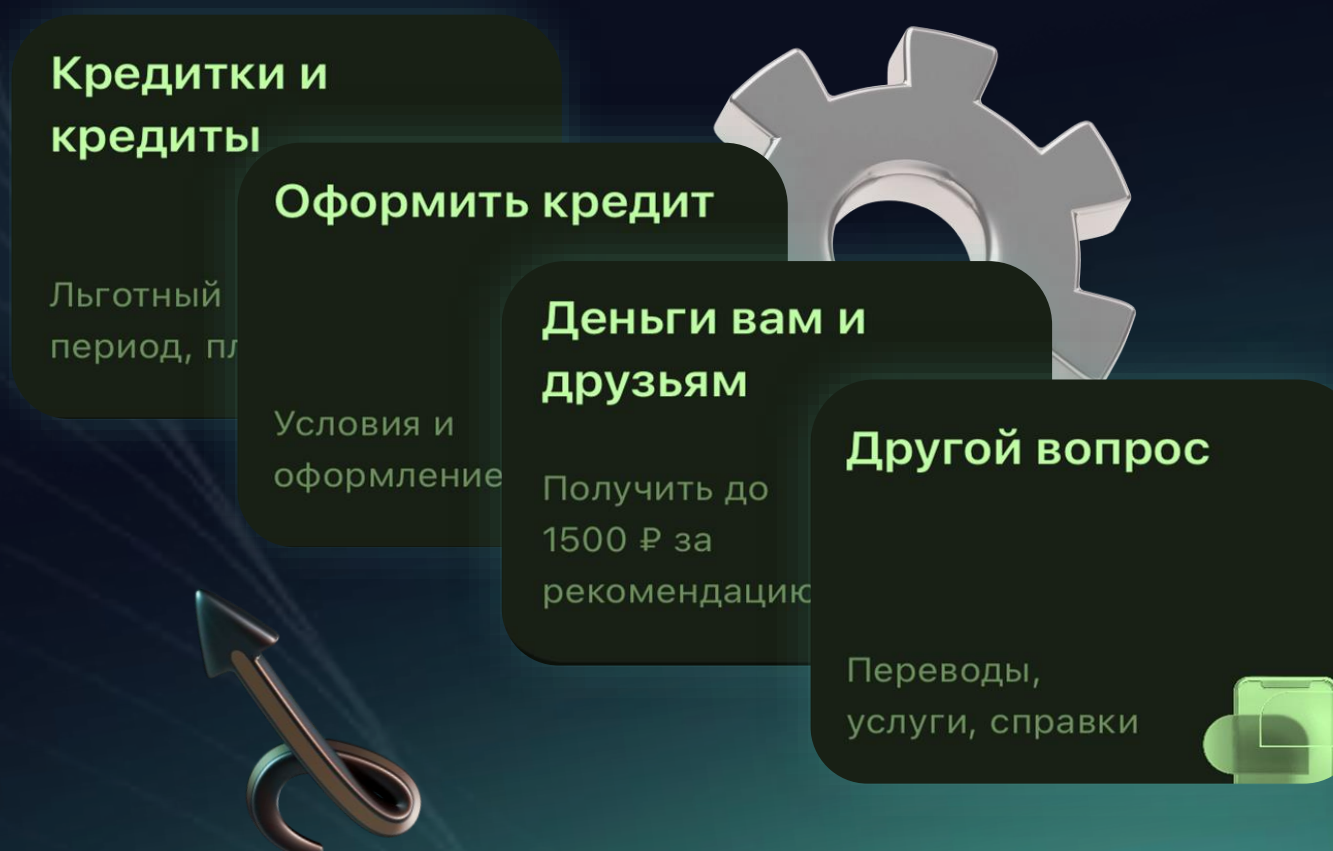 Кредитки и
кредиты
Льготный
период,
Оформить кредит
Условия и
оформление
Деньги вам и
друзьям
Получить до
1500 ₽ за
рекомендацию
Другой вопрос
Переводы,
услуги, справки